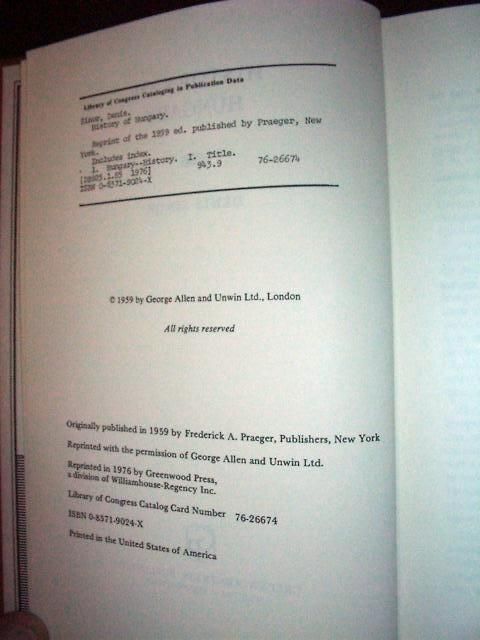 Library of Congress Cataloging in Publication Data
Sinor, Denis.
History of Hungary.
Reprint of the 1959 ed. published by Praeger, New
York.
Includes index.
1. Hungary--History. I. Title.
[DB925.1.S5 1976] 943.9 76-26674
ISBN 0-8371-9024-X
© 1959 by George Allen and Unwin Ltd., London
All rights reserved
Originally published in 1959 by Frederick A. Praeger, Publishers, New York
Reprinted with the permission of George Allen and Unwin Ltd.
Reprinted in 1976 by Greenwood Press,
a division of Williamhouse-Regency Inc.
Library of Congress Catalog Card Number 76-26674
ISBN 0-8371-9024-X
Printed in the United States of America